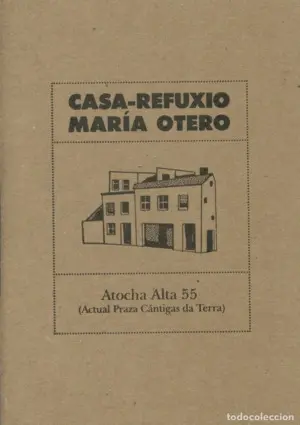 CASA-REFUXIO
MARÍA OTERO
Atocha Alta 55
(Actual Praza Cántigas da Terra)
todocoleccion